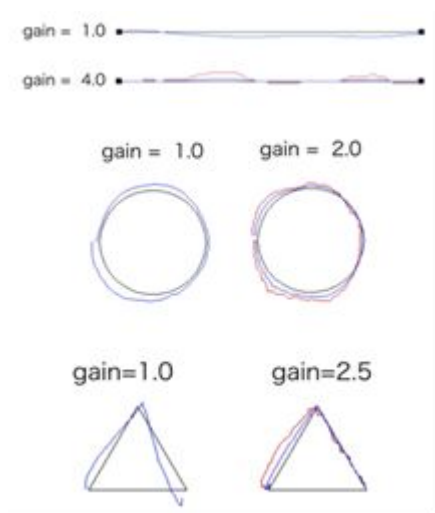 gain = 1.0
gain = 4.0
gain = 1.0
gain = 2.0
gain=1.0
gain=2.5